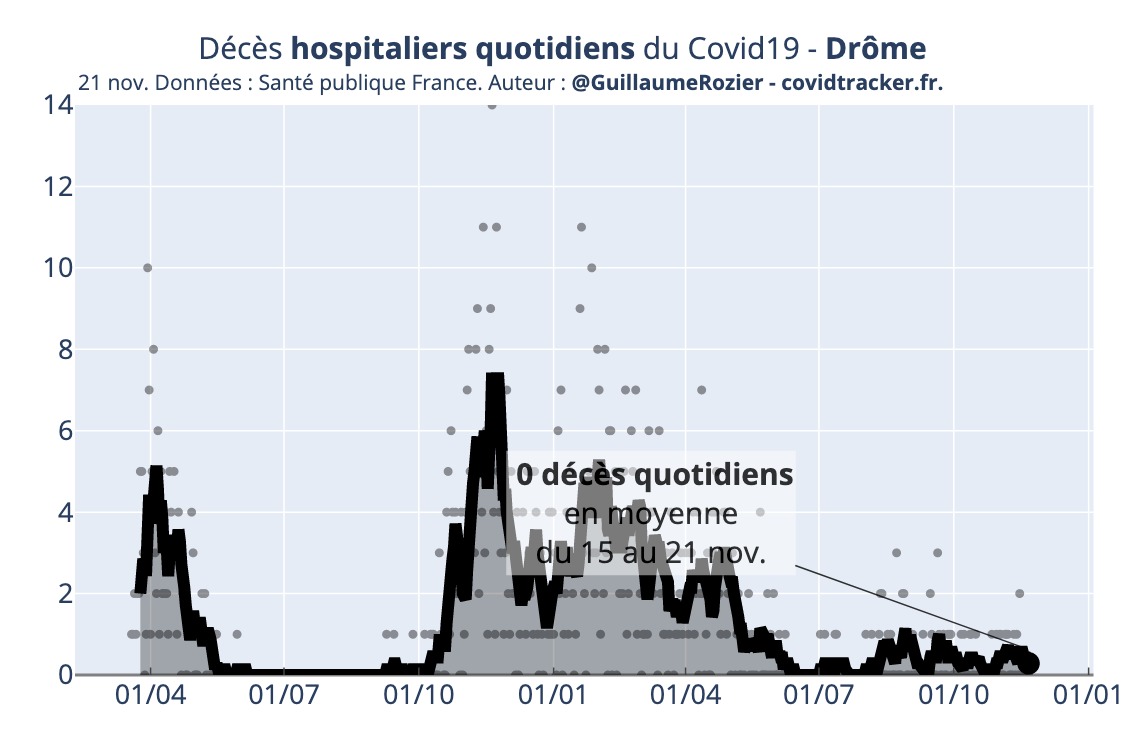 Décès hospitaliers quotidiens du Covid19 - Drôme
21 nov. Données : Santé publique France. Auteur : @GuillaumeRozier - covidtracker.fr.
14
12
10
8
6
4
2
0
0 décès quotidiens
en moyenne
du 15 au 21 nov.
01/04 01/07 01/10 01/01 01/04 01/07 01/10 01/01